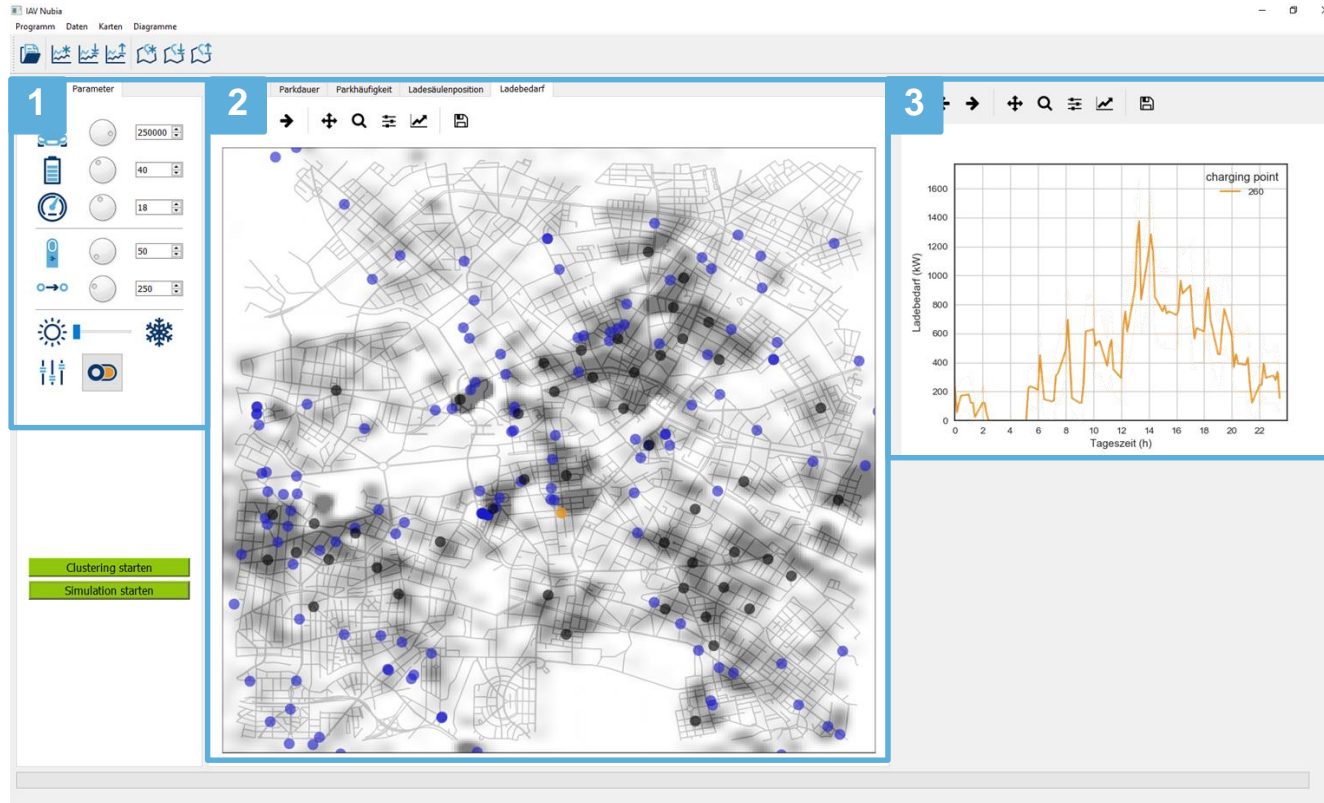 IAV Nubia
Programm Daten Karten Diagramme
1
Parameter
250000
40
18
50
250
Clustering starten
Simulation starten
2
Parkdauer Parkhäufigkeit Ladesäulenposition Ladebedarf
3
charging point
260
Ladebedarf (kW)
1600
1400
1200
1000
800
600
400
200
0
0 2 4 6 8 10 12 14 16 18 20 22
Tageszeit (h)